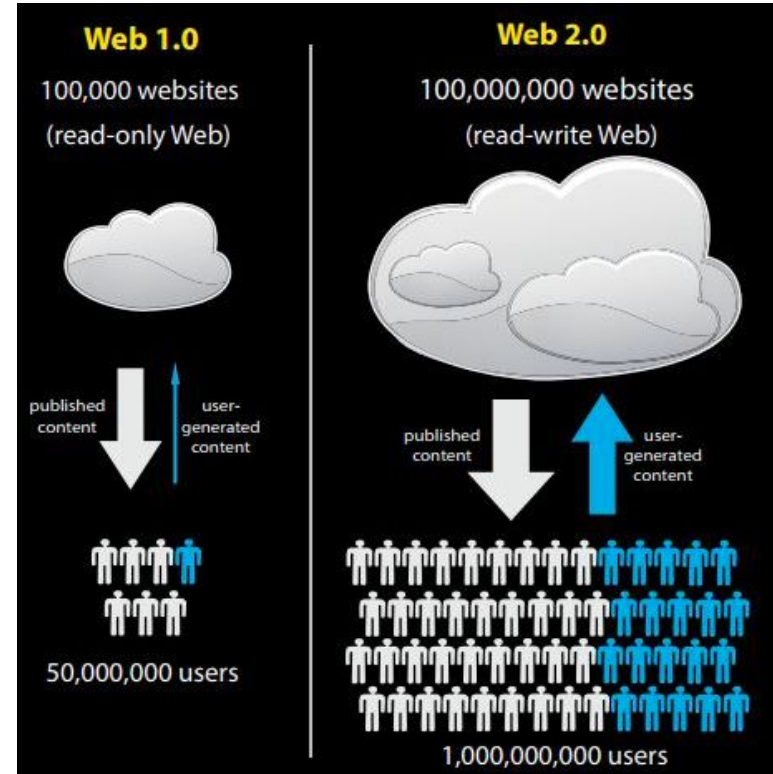 Web 1.0
100,000 websites
(read-only Web)
published
content
user-
generated
content
50,000,000 users
Web 2.0
100,000,000 websites
(read-write Web)
published
content
user-
generated
content
1,000,000,000 users